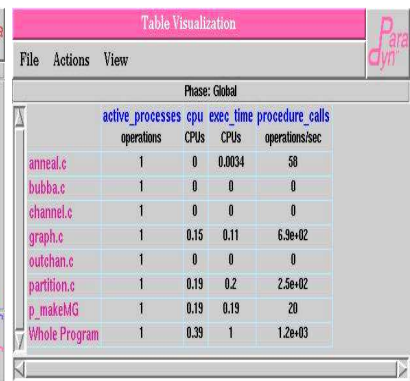 Table Visualization
Para
dyn
File Actions View
Phase: Global
active_processes cpu exec_time procedure_calls
operations CPUs CPUs operations/sec
anneal.c 1 0 0.0034 58
bubba.c 1 0 0 0
channel.c 1 0 0 0
graph.c 1 0.15 0.11 6.9e+02
outchan.c 1 0 0 0
partition.c 1 0.19 0.2 2.5e+02
p_makeMG 1 0.19 0.19 20
Whole Program 1 0.39 1 1.2e+03